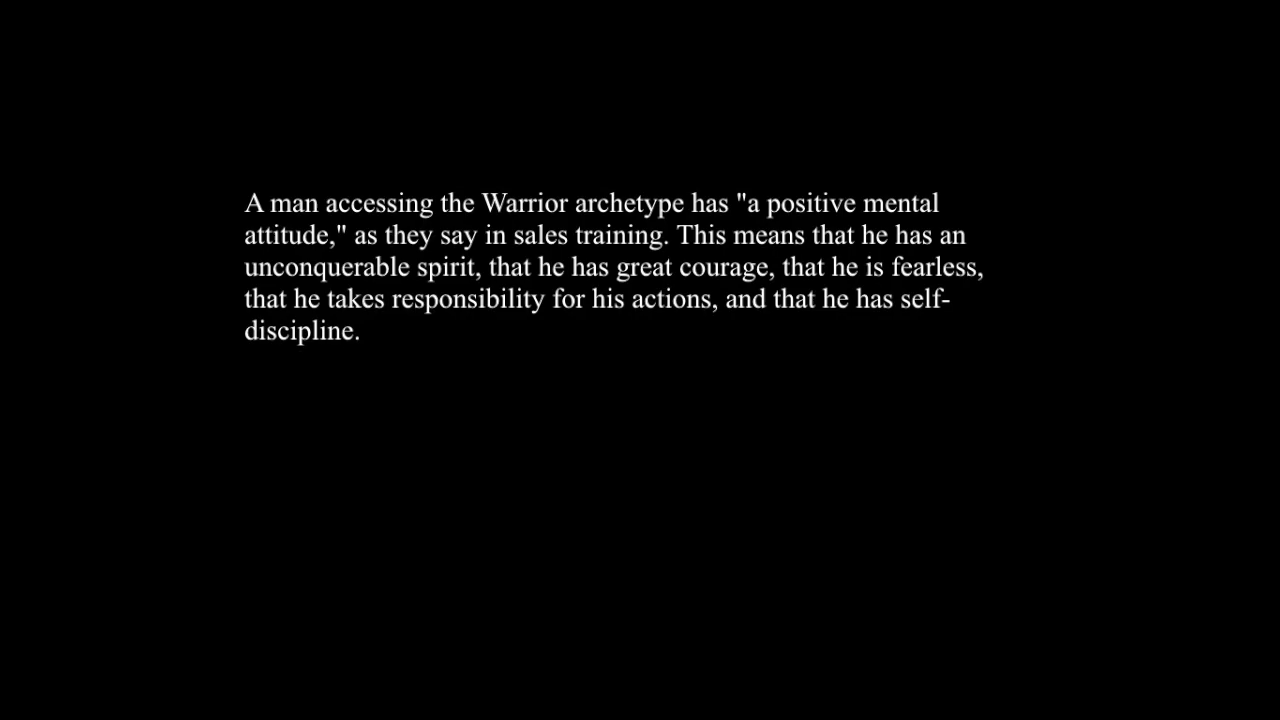 A man accessing the Warrior archetype has "a positive mental
attitude," as they say in sales training. This means that he has an
unconquerable spirit, that he has great courage, that he is fearless,
that he takes responsibility for his actions, and that he has self-
discipline.